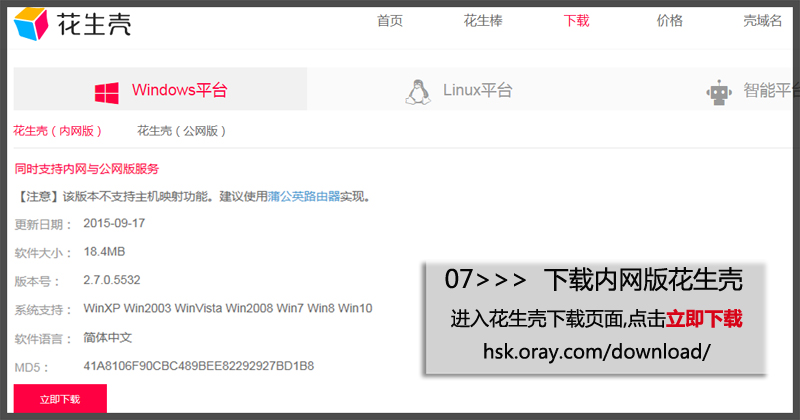 花生壳
首页 花生棒 下载 价格 壳域名
Windows平台 Linux平台 智能平台
花生壳（内网版） 花生壳（公网版）
同时支持内网与公网版服务
【注意】该版本不支持主机映射功能。建议使用蒲公英路由器实现。
更新日期： 2015-09-17
软件大小： 18.4MB
版本号： 2.7.0.5532
系统支持： WinXP Win2003 WinVista Win2008 Win7 Win8 Win10
软件语言： 简体中文
MD5： 41A8106F90CBC489BEE82292927BD1B8
立即下载
07>>> 下载内网版花生壳
进入花生壳下载页面,点击立即下载
hsk.oray.com/download/